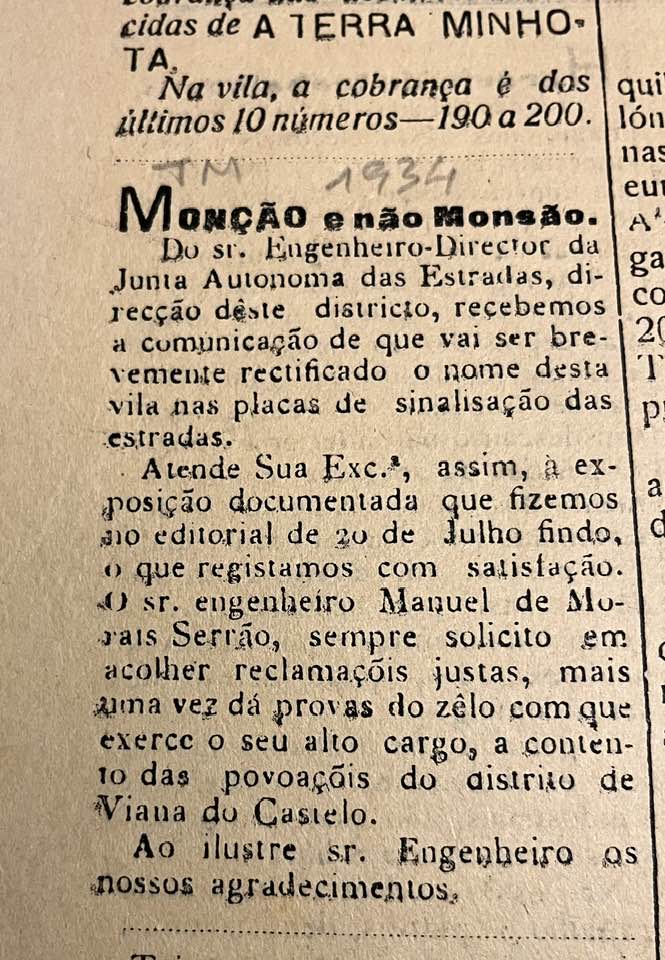 cidas de A TERRA MINHO-
TA.
Na vila, a cobrança é dos
últimos 10 números—190 a 200.
JM 1934
MONÇÃO e não Monsão.
Do sr. Engenheiro-Director da
Junta Autonoma das Estradas, di-
recção dêste districto, recebemos
a comunicação de que vai ser bre-
vemente rectificado o nome desta
vila nas placas de sinalisação das
estradas.
Atende Sua Exc.ª, assim, à ex-
posição documentada que fizemos
no editorial de 20 de Julho findo,
o que registamos com satisfação.
O sr. engenheiro Manuel de Mo-
rais Serrão, sempre solicito em
acolher reclamaçõis justas, mais
uma vez dá provas do zêlo com que
exerce o seu alto cargo, a conten-
to das povoaçõis do distrito de
Viana do Castelo.
Ao ilustre sr. Engenheiro os
nossos agradecimentos.